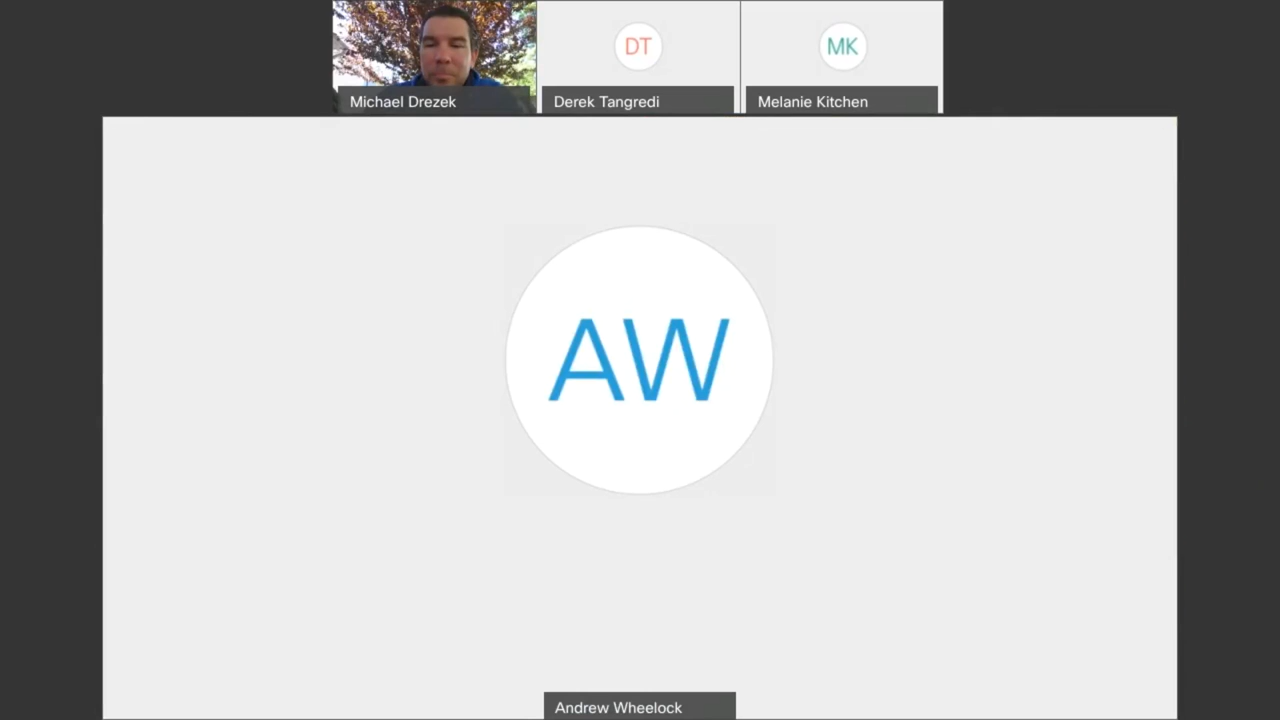 DT
MK
Michael Drezek
Derek Tangredi
Melanie Kitchen
AW
Andrew Wheelock